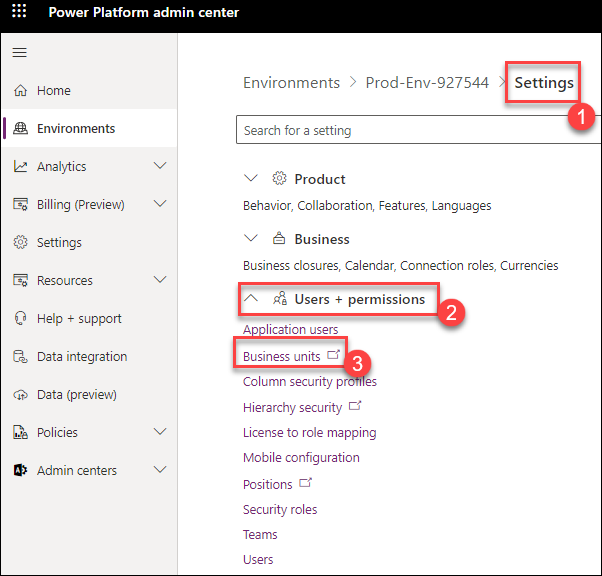 Power Platform admin center
Home
Environments
Analytics
Billing (Preview)
Settings
Resources
Help + support
Data integration
Data (preview)
Policies
Admin centers
Environments > Prod-Env-927544 > Settings
1
Search for a setting
Product
Behavior, Collaboration, Features, Languages
Business
Business closures, Calendar, Connection roles, Currencies
Users + permissions
2
Application users
Business units
3
Column security profiles
Hierarchy security
License to role mapping
Mobile configuration
Positions
Security roles
Teams
Users